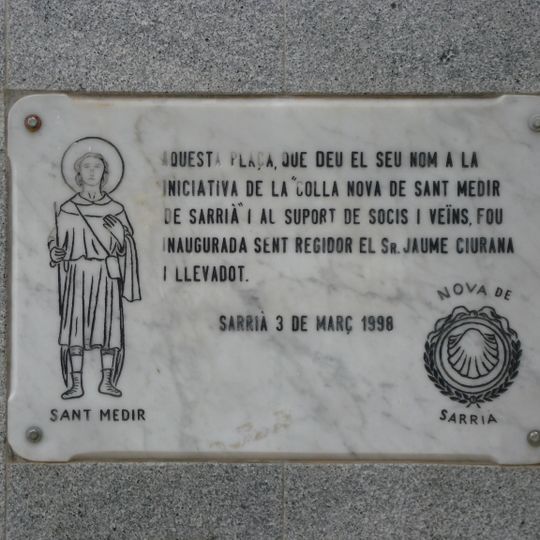 AQUESTA PLAÇA, QUE DEU EL SEU NOM A LA
INICIATIVA DE LA "COLLA NOVA DE SANT MEDIR
DE SARRIÀ" I AL SUPORT DE SOCIS I VEÏNS, FOU
INAUGURADA SENT REGIDOR EL SR. JAUME CIURANA
I LLEVADOT.
SARRIÀ 3 DE MARÇ 1998
SANT MEDIR
NOVA DE
SARRIA